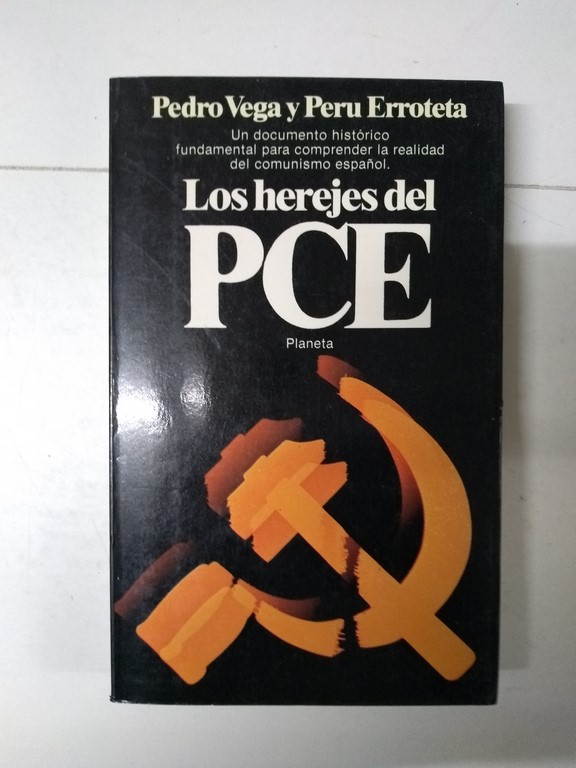 Pedro Vega y Peru Erroteta
Un documento histórico
fundamental para comprender la realidad
del comunismo español.
Los herejes del
PCE
Planeta